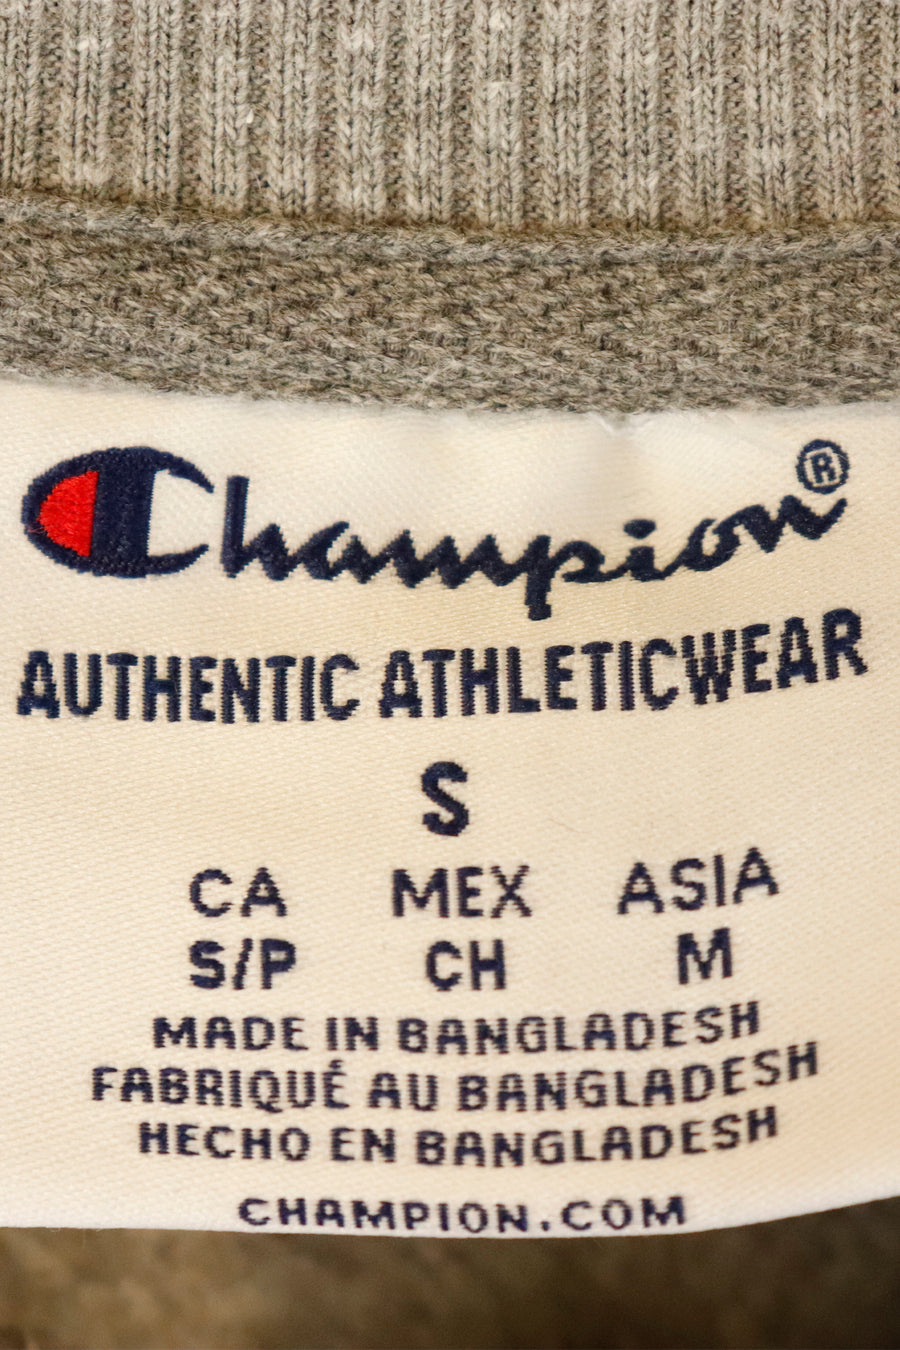 Champion®
AUTHENTIC ATHLETICWEAR
S
CA MEX ASIA
S/P CH M
MADE IN BANGLADESH
FABRIQUÉ AU BANGLADESH
HECHO EN BANGLADESH
CHAMPION.COM